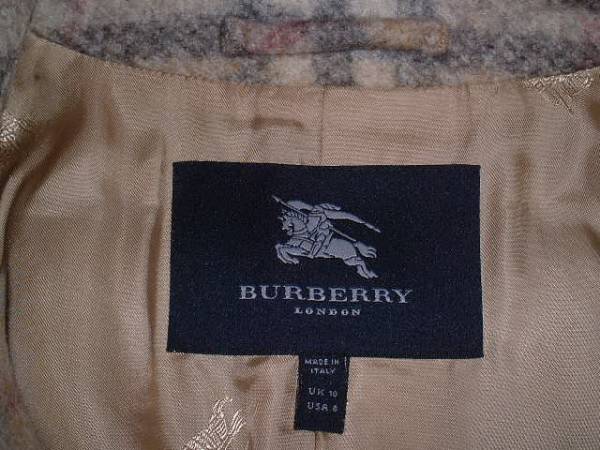 BURBERRY
LONDON
MADE IN
ITALY
UK 10
USA 8